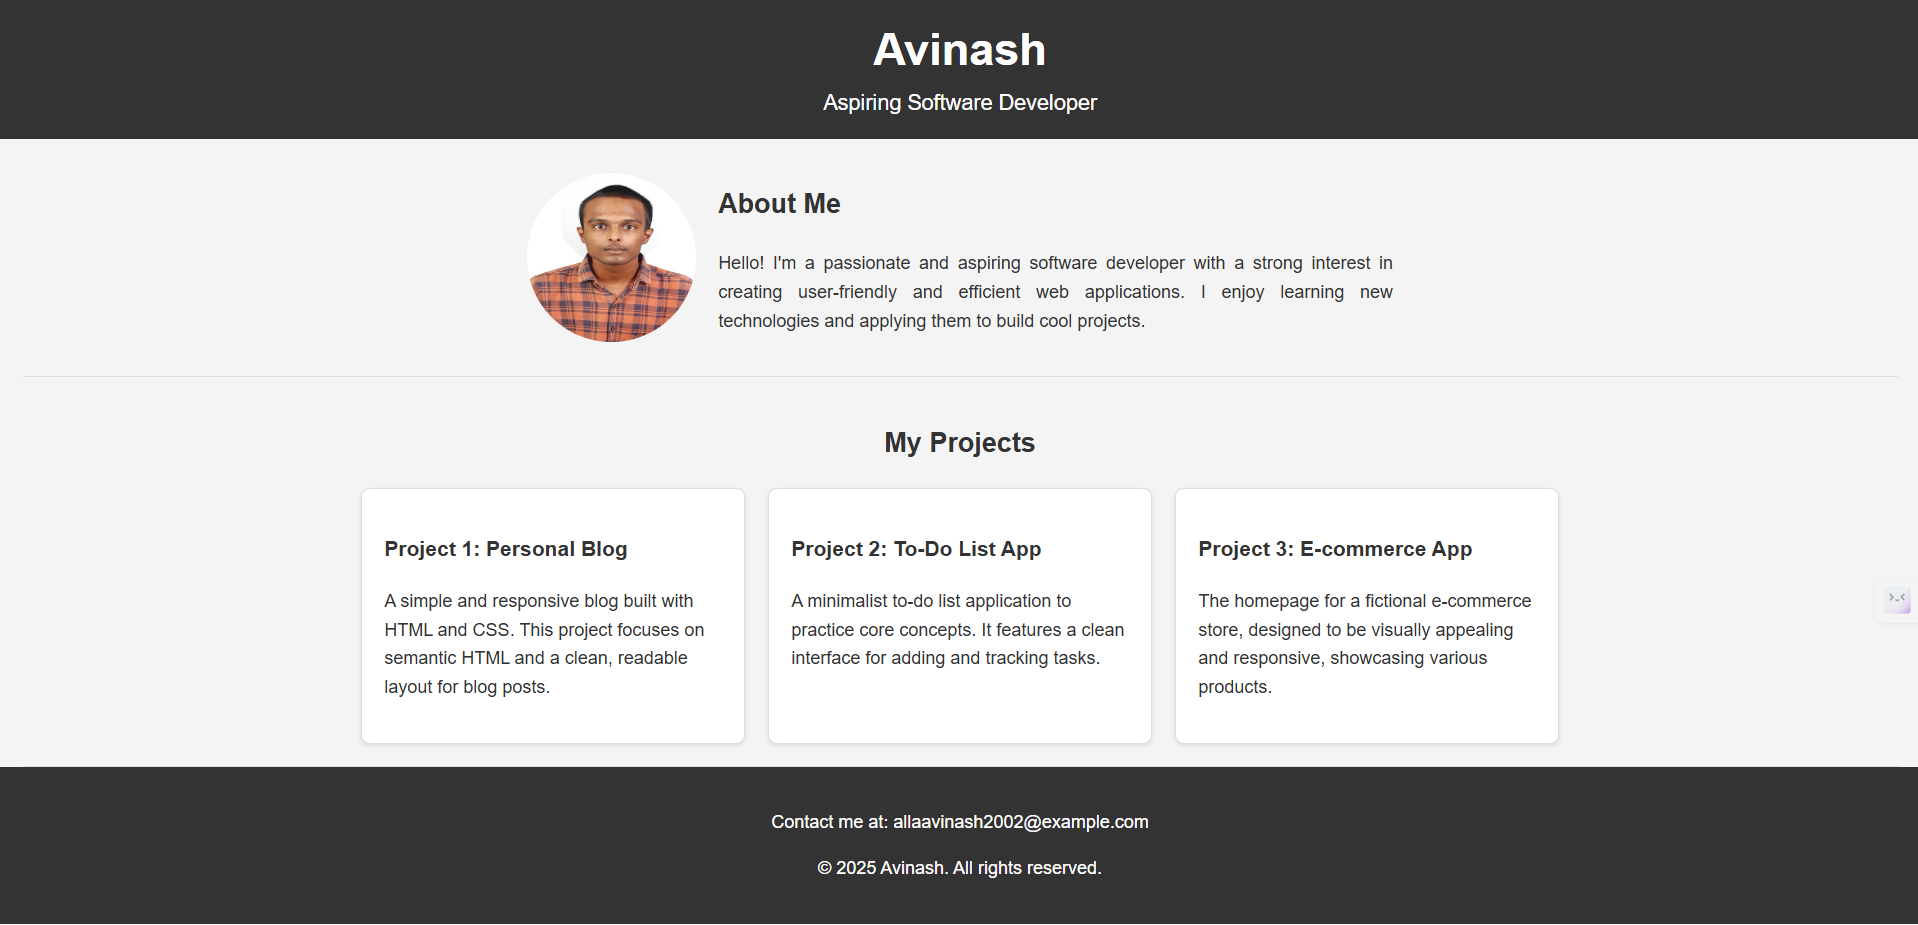 Avinash
Aspiring Software Developer
About Me
Hello! I'm a passionate and aspiring software developer with a strong interest in
creating user-friendly and efficient web applications. I enjoy learning new
technologies and applying them to build cool projects.
My Projects
Project 1: Personal Blog
A simple and responsive blog built with
HTML and CSS. This project focuses on
semantic HTML and a clean, readable
layout for blog posts.
Project 2: To-Do List App
A minimalist to-do list application to
practice core concepts. It features a clean
interface for adding and tracking tasks.
Project 3: E-commerce App
The homepage for a fictional e-commerce
store, designed to be visually appealing
and responsive, showcasing various
products.
Contact me at: allaavinash2002@example.com
© 2025 Avinash. All rights reserved.